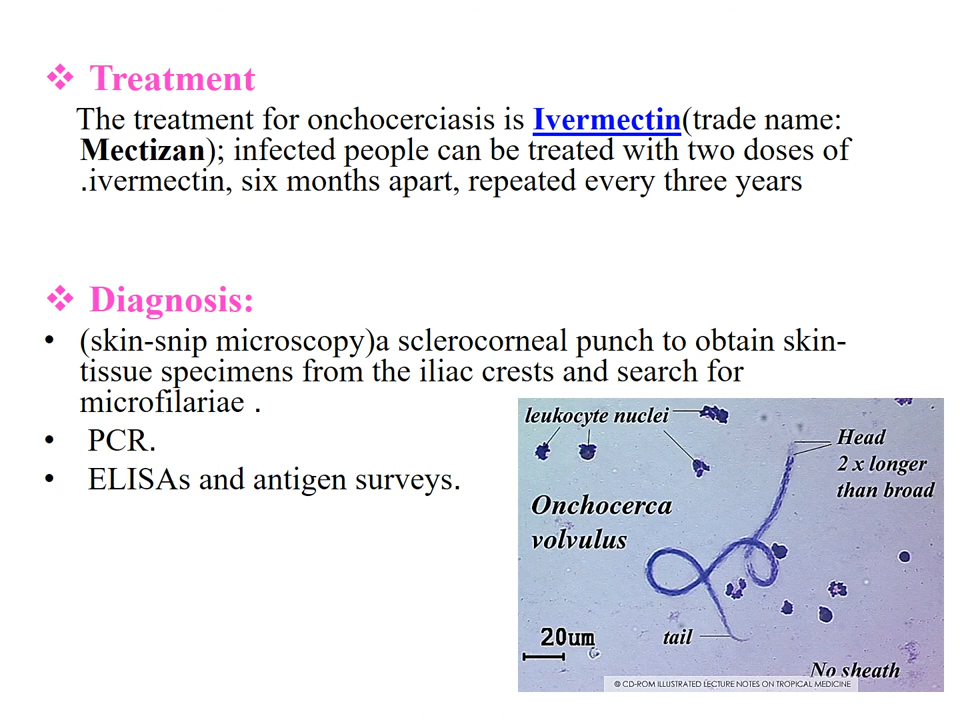 ❖ Treatment
The treatment for onchocerciasis is Ivermectin(trade name:
Mectizan); infected people can be treated with two doses of
.ivermectin, six months apart, repeated every three years
❖ Diagnosis:
• (skin-snip microscopy)a sclerocorneal punch to obtain skin-
tissue specimens from the iliac crests and search for
microfilariae .
• PCR.
• ELISAs and antigen surveys.
leukocyte nuclei
Head
2 x longer
than broad
Onchocerca
volvulus
20um
tail
No sheath
@ CD-ROM ILLUSTRATED LECTURE NOTES ON TROPICAL MEDICINE